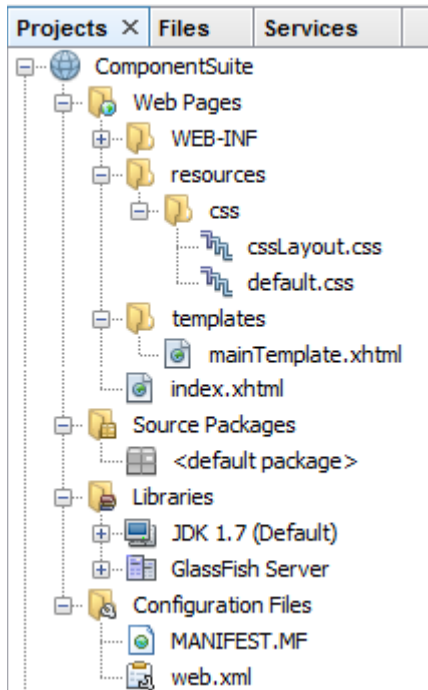 Projects × Files Services
ComponentSuite
Web Pages
WEB-INF
resources
css
cssLayout.css
default.css
templates
mainTemplate.xhtml
index.xhtml
Source Packages
<default package>
Libraries
JDK 1.7 (Default)
GlassFish Server
Configuration Files
MANIFEST.MF
web.xml